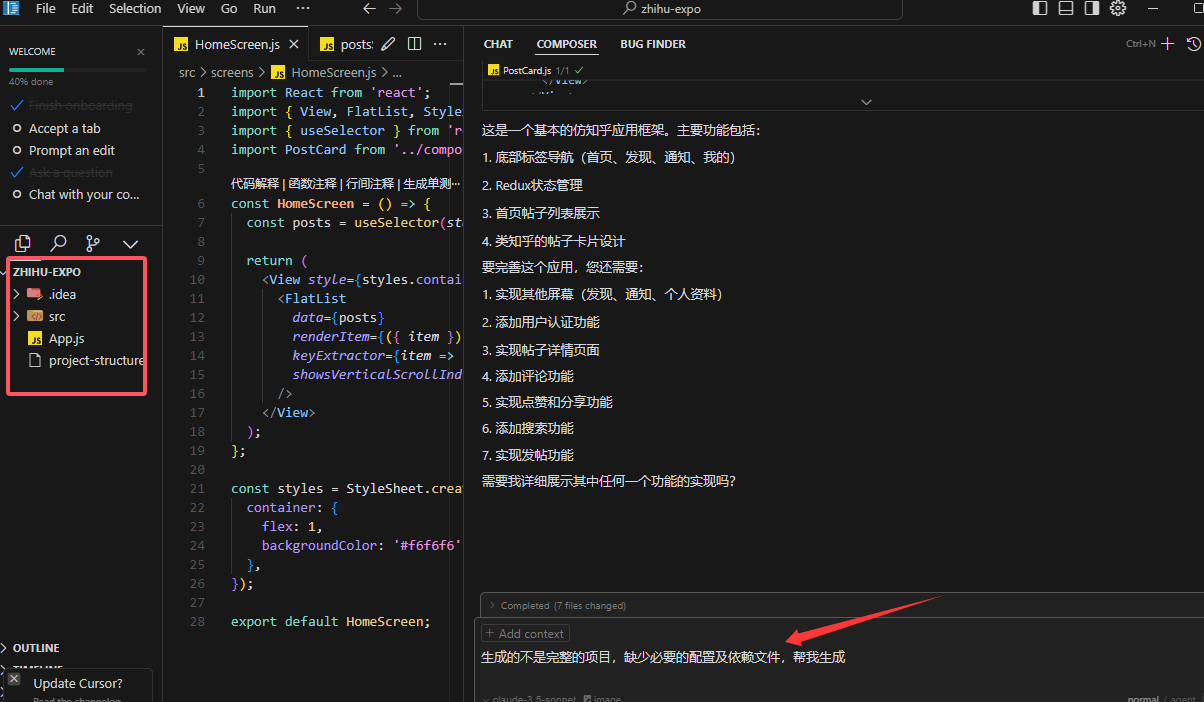 File Edit Selection View Go Run ··· ← → zhihu-expo
WELCOME ×
40% done
Finish onboarding
Accept a tab
Prompt an edit
Ask a question
Chat with your co...
ZHIHU-EXPO
.idea
src
JS App.js
project-structure
OUTLINE
TIMELINE
Update Cursor?
Read the changelog
JS HomeScreen.js × JS posts
src > screens > JS HomeScreen.js > ...
1 import React from 'react';
2 import { View, FlatList, Style
3 import { useSelector } from 'r
4 import PostCard from '../compo
5
代码解释 | 函数注释 | 行间注释 | 生成单测···
6 const HomeScreen = () => {
7 const posts = useSelector(st
8
9 return (
10 <View style={styles.contai
11 <FlatList
12 data={posts}
13 renderItem={({ item })
14 keyExtractor={item =>
15 showsVerticalScrollInd
16 />
17 </View>
18 );
19 };
20
21 const styles = StyleSheet.crea
22 container: {
23 flex: 1,
24 backgroundColor: '#f6f6f6'
25 },
26 });
27
28 export default HomeScreen;
CHAT COMPOSER BUG FINDER Ctrl+N
JS PostCard.js 1/1 ✓
</View>
这是一个基本的仿知乎应用框架。主要功能包括：
1. 底部标签导航（首页、发现、通知、我的）
2. Redux状态管理
3. 首页帖子列表展示
4. 类知乎的帖子卡片设计
要完善这个应用，您还需要：
1. 实现其他屏幕（发现、通知、个人资料）
2. 添加用户认证功能
3. 实现帖子详情页面
4. 添加评论功能
5. 实现点赞和分享功能
6. 添加搜索功能
7. 实现发帖功能
需要我详细展示其中任何一个功能的实现吗？
> Completed (7 files changed)
+ Add context
生成的不是完整的项目，缺少必要的配置及依赖文件，帮我生成
claude-3.5-sonnet image normal / agent